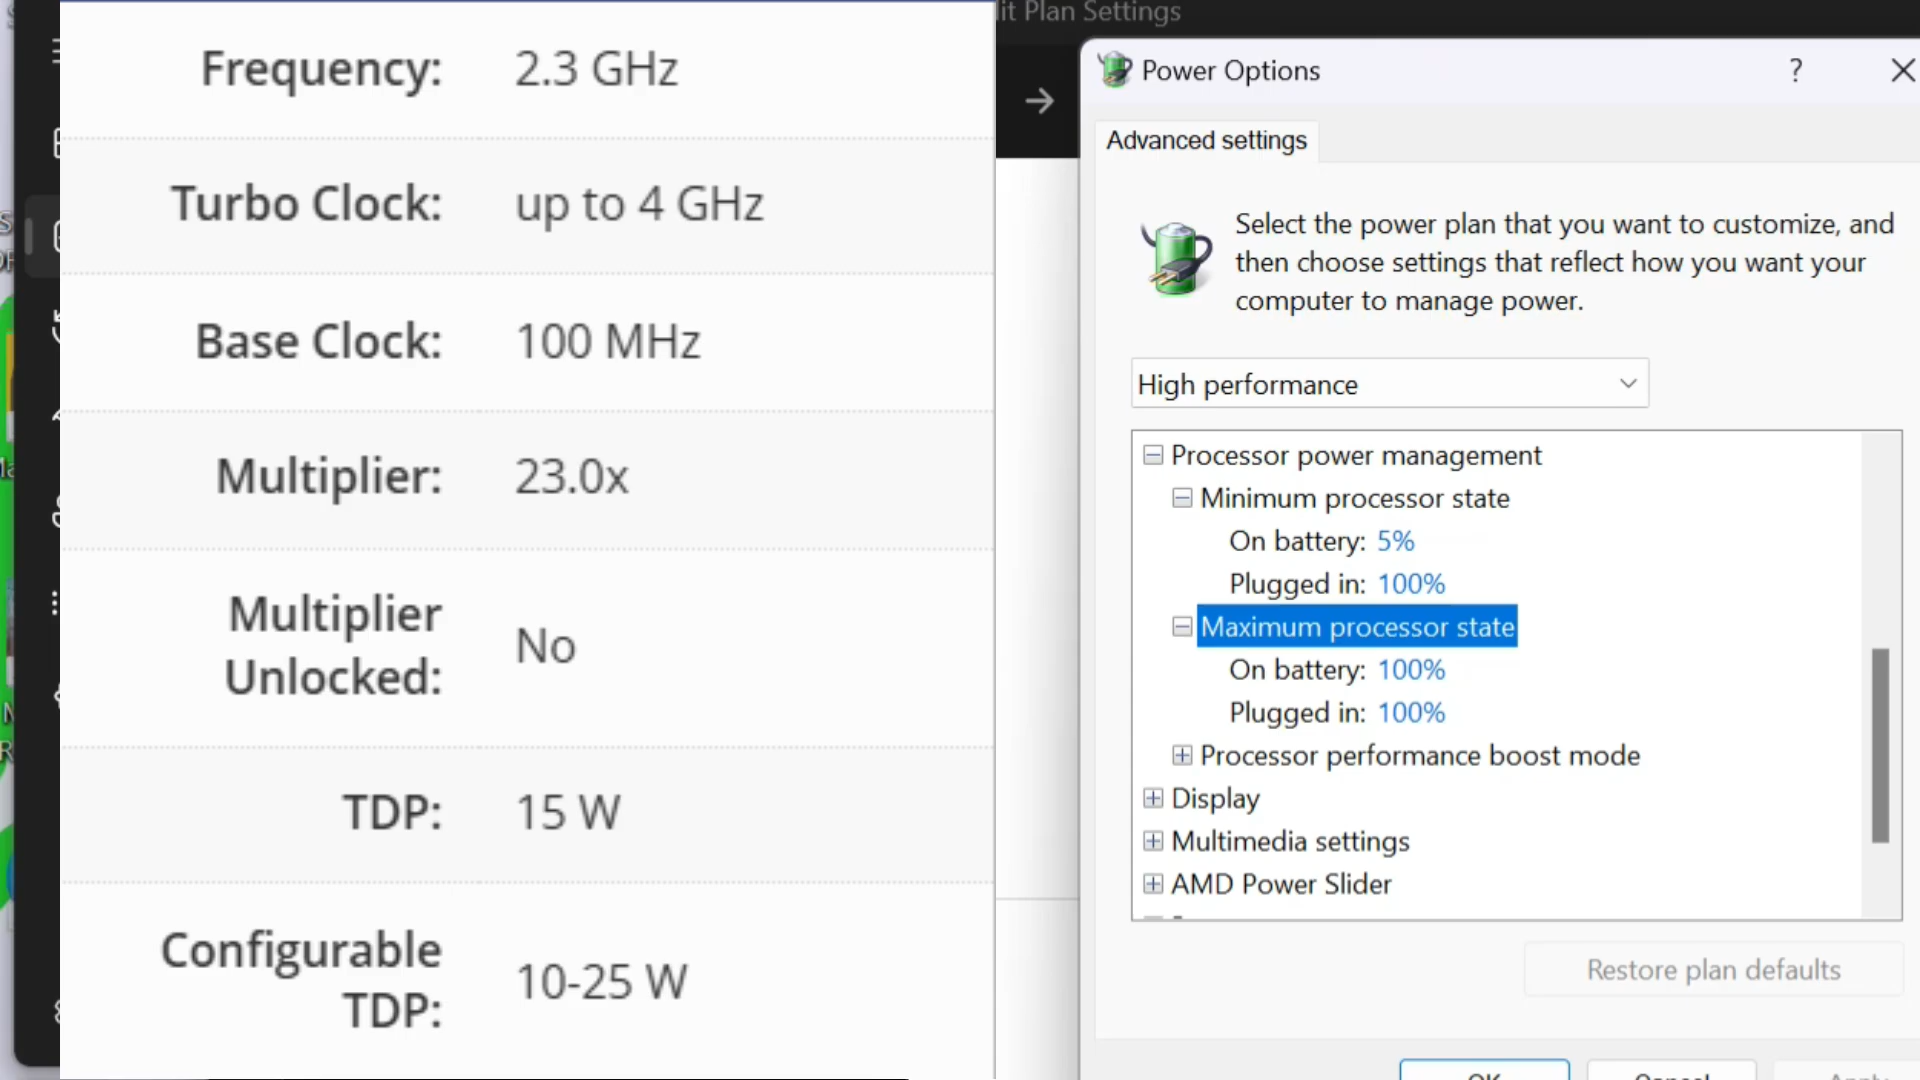 Frequency: 2.3 GHz
Turbo Clock: up to 4 GHz
Base Clock: 100 MHz
Multiplier: 23.0x
Multiplier
Unlocked: No
TDP: 15 W
Configurable
TDP: 10-25 W
it Plan Settings
Power Options
Advanced settings
Select the power plan that you want to customize, and
then choose settings that reflect how you want your
computer to manage power.
High performance
Processor power management
Minimum processor state
On battery: 5%
Plugged in: 100%
Maximum processor state
On battery: 100%
Plugged in: 100%
Processor performance boost mode
Display
Multimedia settings
AMD Power Slider
Restore plan defaults
OK
Cancel
Apply